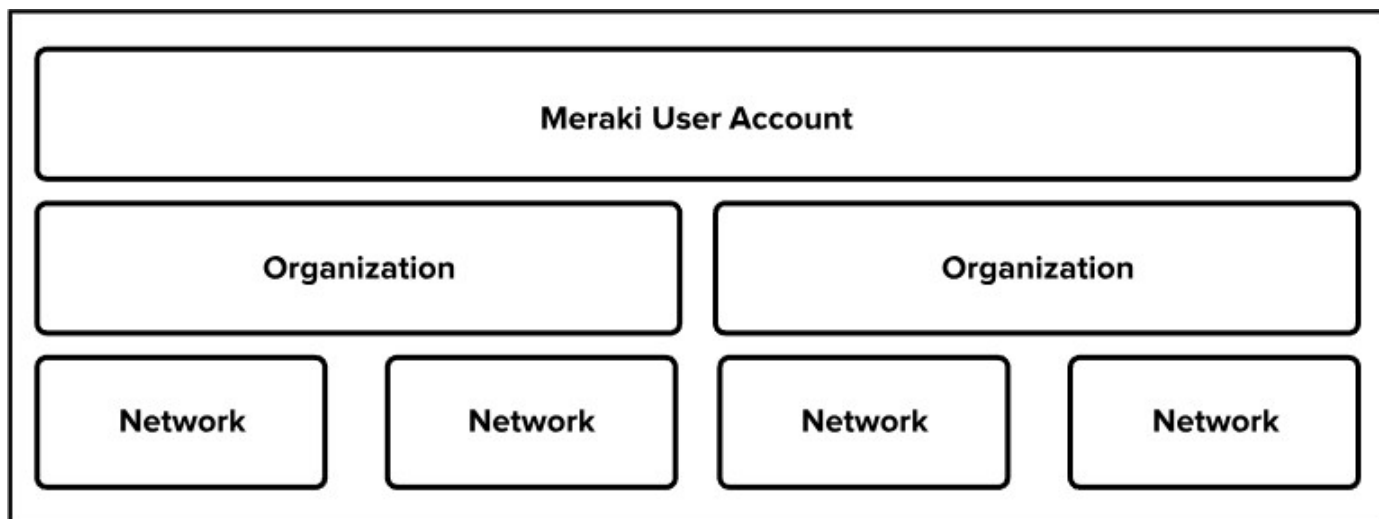 Meraki User Account
Organization
Organization
Network
Network
Network
Network